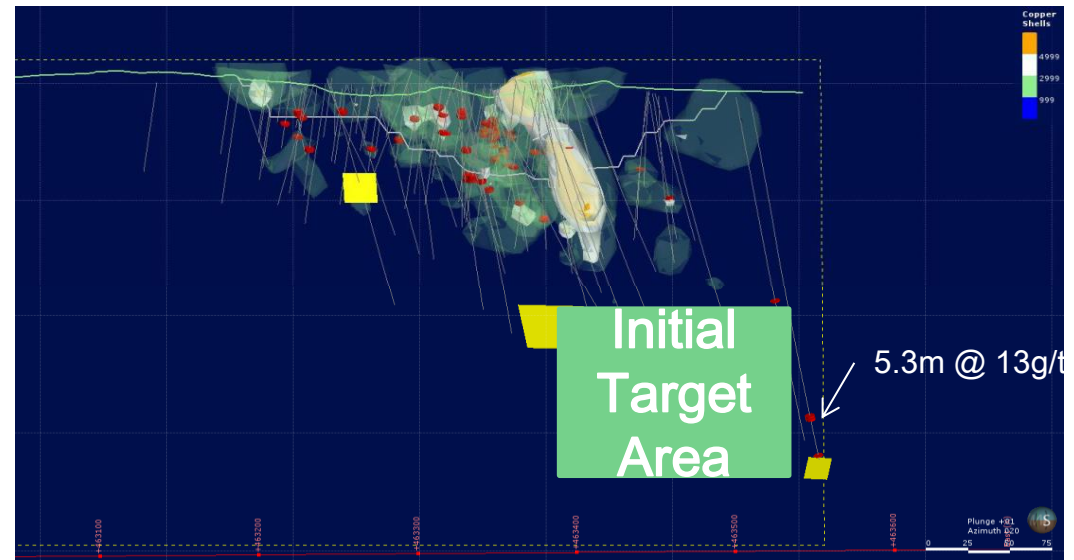 Copper
Shells
4999
2999
999
Initial
Target
Area
5.3m @ 13g/t
+463100
+463200
+463300
+463400
+463500
+463600
Plunge +01
Azimuth 020
0 25 50 75